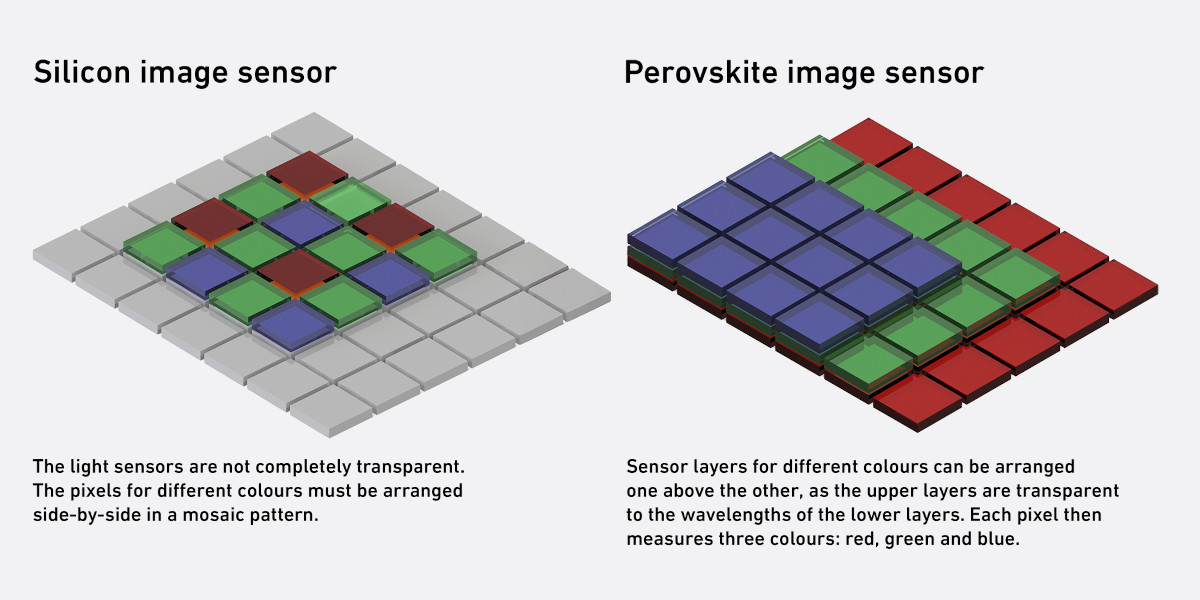 Silicon image sensor
Perovskite image sensor
The light sensors are not completely transparent.
The pixels for different colours must be arranged
side-by-side in a mosaic pattern.
Sensor layers for different colours can be arranged
one above the other, as the upper layers are transparent
to the wavelengths of the lower layers. Each pixel then
measures three colours: red, green and blue.